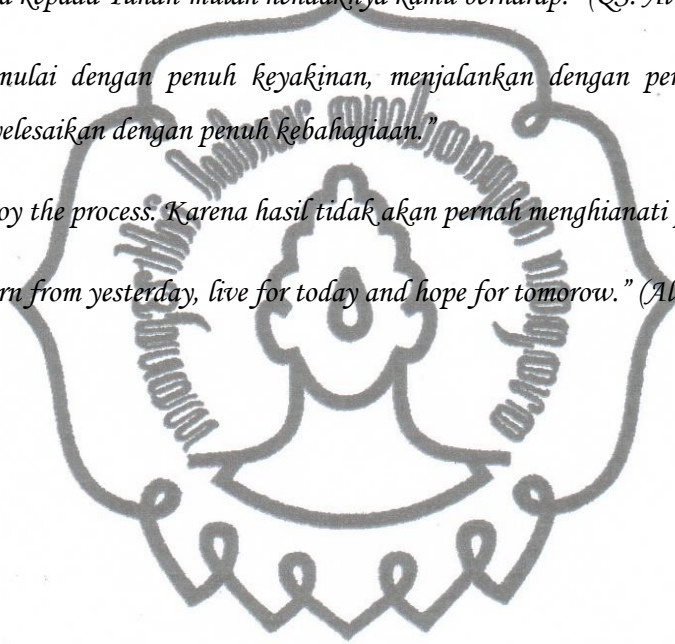 kepada Tuhan-mulah hendaknya kamu berharap.” (QS. Al
mulai dengan penuh keyakinan, menjalankan dengan pen
yelesaikan dengan penuh kebahagiaan.”
oy the process. Karena hasil tidak akan pernah menghianati
rn from yesterday, live for today and hope for tomorow.” (Al